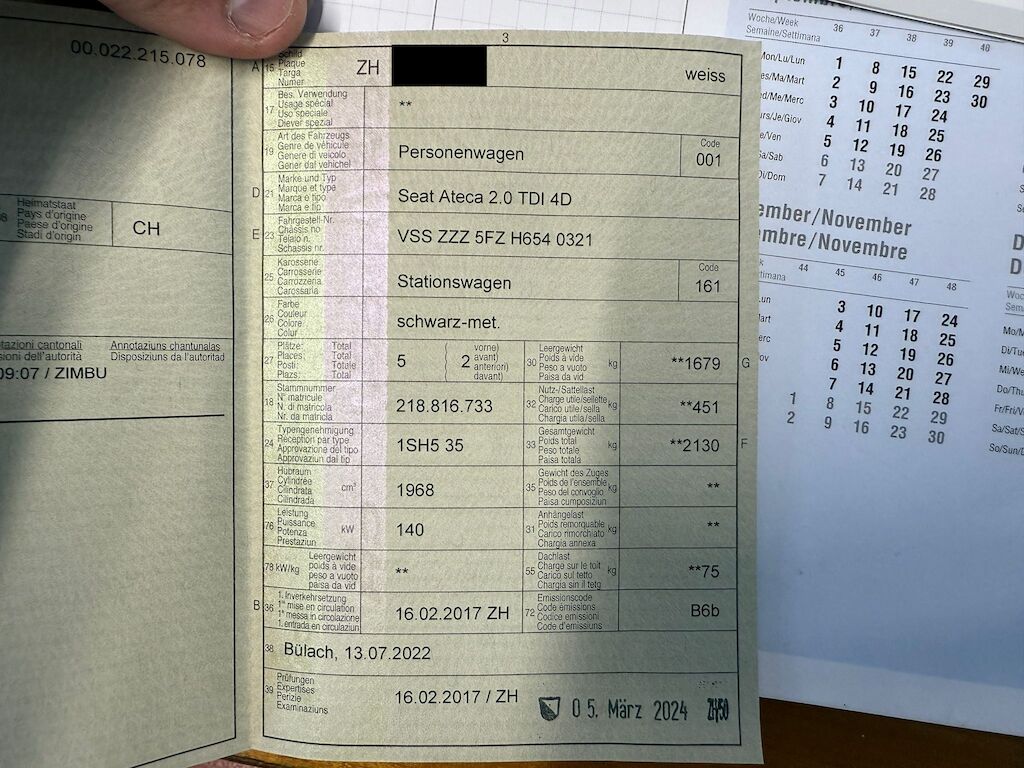 00.022.215.078
Heimatstaat
Pays d'origine
Paese d'origine
Stadi d'origin
CH
Annotaziuns chantunalas
Disposiziuns da l'autoritad
09:07 / ZIMBU
3
A 15 Schild
Plaque
Targa
Numer
ZH
weiss
17 Bes. Verwendung
Usage spécial
Uso speciale
Diever spezial
**
19 Art des Fahrzeugs
Genre de véhicule
Genere di veicolo
Gener dal vehichel
Personenwagen
Code
001
D 21 Marke und Typ
Marque et type
Marca e tipo
Marca e tip
Seat Ateca 2.0 TDI 4D
E 23 Fahrgestell-Nr.
Châssis no
Telaio n.
Schassis nr.
VSS ZZZ 5FZ H654 0321
25 Karosserie
Carrosserie
Carrozzeria
Carossaria
Stationswagen
Code
161
26 Farbe
Couleur
Colore
Colur
schwarz-met.
27 Plätze: Total
Places: Total
Posti: Totale
Plazs: Total
5 (2 vorne)
avant)
anteriori)
davant)
30 Leergewicht
Poids à vide
Peso a vuoto
Paisa da vid
kg
**1679 G
18 Stammnummer
N° matricule
N. di matricola
Nr. da matricla
218.816.733
32 Nutz-/Sattellast
Charge utile/sellette
Carico utile/sella
Chargia utila/sella
kg
**451
24 Typengenehmigung
Réception par type
Approvazione del tipo
Approvaziun dal tip
1SH5 35
33 Gesamtgewicht
Poids total
Peso totale
Paisa totala
kg
**2130 F
37 Hubraum
Cylindrée
Cilindrata
Cilindrada
cm³
1968
35 Gewicht des Zuges
Poids de l'ensemble
Peso del convoglio
Paisa cumposiziun
kg
**
76 Leistung
Puissance
Potenza
Prestaziun
kW
140
31 Anhängelast
Poids remorquable
Carico rimorchiato
Chargia annexa
kg
**
78 kW/kg Leergewicht
poids à vide
peso a vuoto
paisa da vid
**
55 Dachlast
Charge sur le toit
Carico sul tetto
Chargia sin il tetg
kg
**75
B 36 1. Inverkehrsetzung
1re mise en circulation
1a messa in circolazione
1. entrada en circulaziun
16.02.2017 ZH
72 Emissionscode
Code émissions
Codice emissioni
Code d'emissiuns
B6b
38 Bülach, 13.07.2022
39 Prüfungen
Expertises
Perizie
Examinaziuns
16.02.2017 / ZH
05. März 2024 ZH50
Woche/Week
Semaine/Settimana
36 37 38 39 40
Mon/Lu/Lun 1 8 15 22 29
es/Ma/Mart 2 9 16 23 30
ed/Me/Merc 3 10 17 24
urs/Je/Giov 4 11 18 25
e/Ven 5 12 19 26
Sa/Sab 6 13 20 27
Di/Dom 7 14 21 28
ember/November
embre/Novembre
44 45 46 47 48
3 10 17 24
4 11 18 25
5 12 19 26
6 13 20 27
7 14 21 28
1 8 15 22 29
2 9 16 23 30